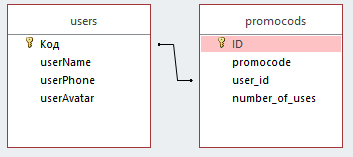 users
Код
userName
userPhone
userAvatar
promocods
ID
promocode
user_id
number_of_uses